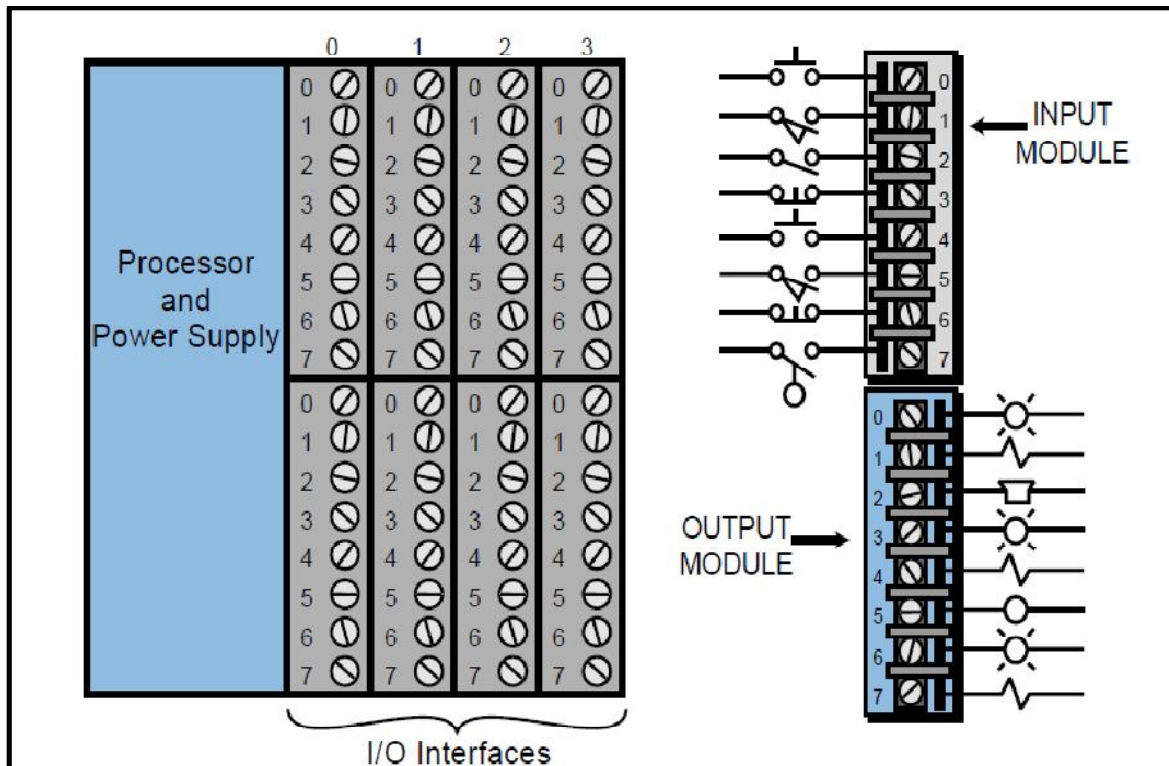 0 1 2 3
0 0 0 0
1 1 1 1
2 2 2 2
3 3 3 3
4 4 4 4
5 5 5 5
6 6 6 6
7 7 7 7
0 0 0 0
1 1 1 1
2 2 2 2
3 3 3 3
4 4 4 4
5 5 5 5
6 6 6 6
7 7 7 7
Processor
and
Power Supply
I/O Interfaces
0
1
2
3
4
5
6
7
INPUT
MODULE
0
1
2
3
4
5
6
7
OUTPUT
MODULE